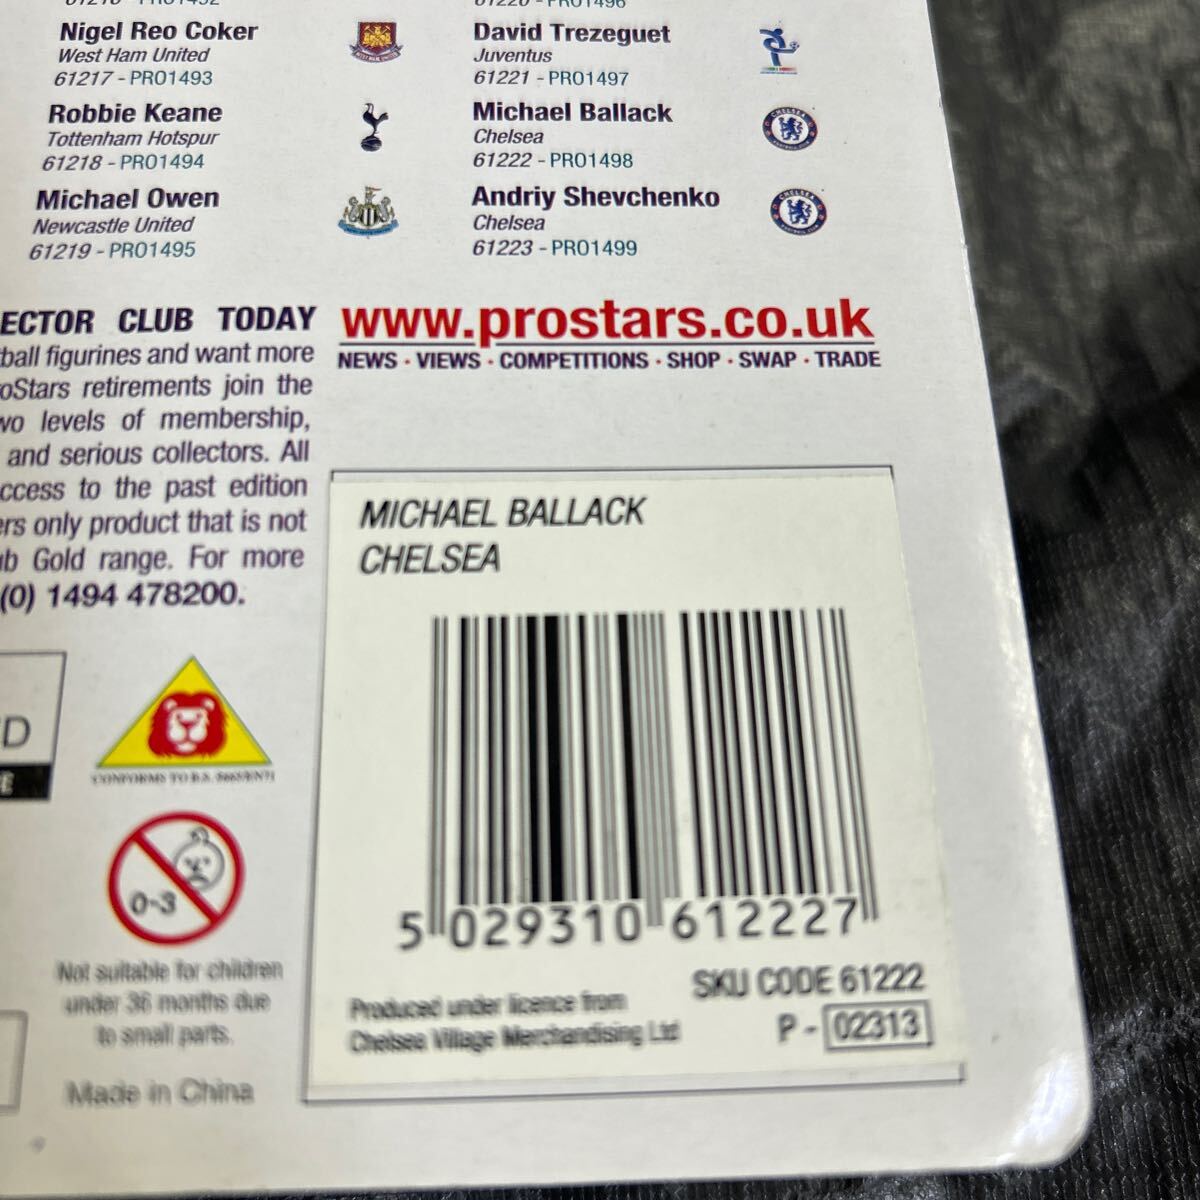 Nigel Reo Coker
West Ham United
61217 - PRO1493
Robbie Keane
Tottenham Hotspur
61218 - PRO1494
Michael Owen
Newcastle United
61219 - PRO1495
David Trezeguet
Juventus
61221 - PRO1497
Michael Ballack
Chelsea
61222 - PRO1498
Andriy Shevchenko
Chelsea
61223 - PRO1499
ECTOR CLUB TODAY
tball figurines and want more
oStars retirements join the
wo levels of membership,
and serious collectors. All
ccess to the past edition
ers only product that is not
ub Gold range. For more
(0) 1494 478200.
www.prostars.co.uk
NEWS · VIEWS · COMPETITIONS · SHOP · SWAP · TRADE
MICHAEL BALLACK
CHELSEA
5 029310 612227
SKU CODE 61222
P - 02313
Produced under licence from
Chelsea Village Merchandising Ltd
D
CONFORMS TO B.S.
0-3
Not suitable for children
under 36 months due
to small parts.
Made in China